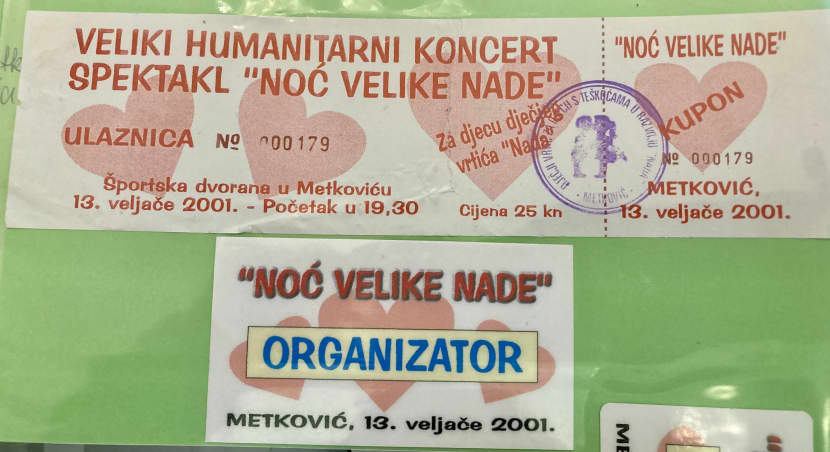 VELIKI HUMANITARNI KONCERT
SPEKTAKL "NOĆ VELIKE NADE"
ULAZNICA № 000179
Za djecu dječjeg
vrtića "Nada"
Športska dvorana u Metkoviću
13. veljače 2001. - Početak u 19,30
Cijena 25 kn
TEŠKOĆAMA U RAZVOJU
- METKOVIĆ -
"NOĆ VELIKE NADE"
KUPON
№ 000179
METKOVIĆ,
13. veljače 2001.
"NOĆ VELIKE NADE"
ORGANIZATOR
METKOVIĆ, 13. veljače 2001.